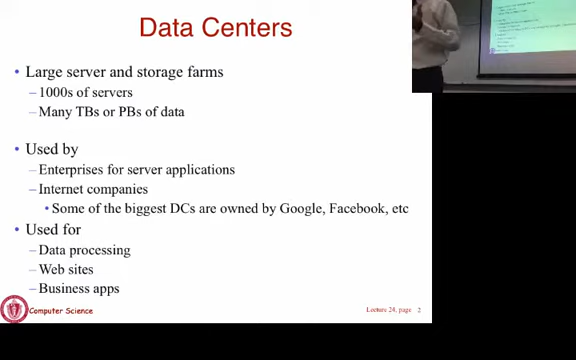 Data Centers
• Large server and storage farms
– 1000s of servers
– Many TBs or PBs of data
• Used by
– Enterprises for server applications
– Internet companies
• Some of the biggest DCs are owned by Google, Facebook, etc
• Used for
– Data processing
– Web sites
– Business apps
Computer Science
Lecture 24, page 2